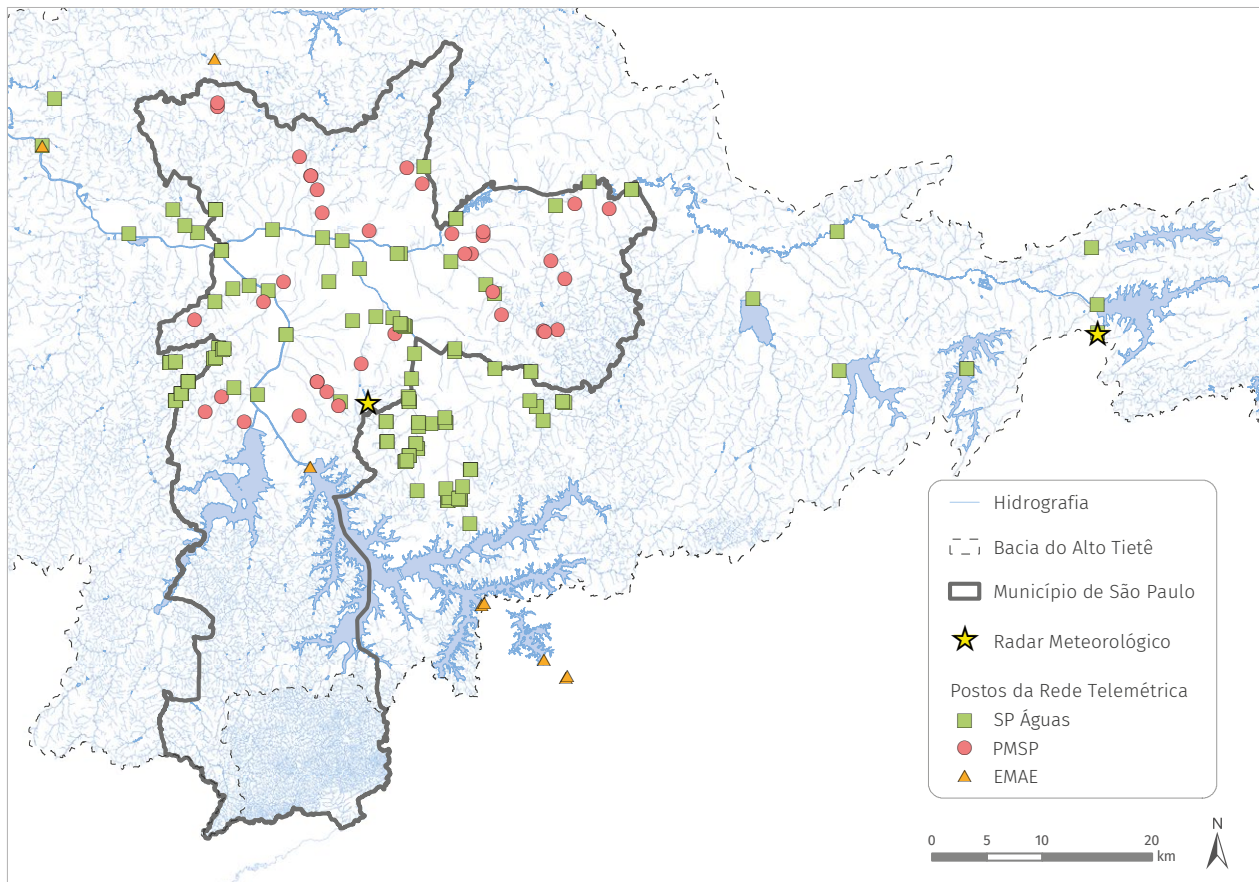 Hidrografia
Bacia do Alto Tietê
Município de São Paulo
Radar Meteorológico
Postos da Rede Telemétrica
SP Águas
PMSP
EMAE
0 5 10 20
km
N